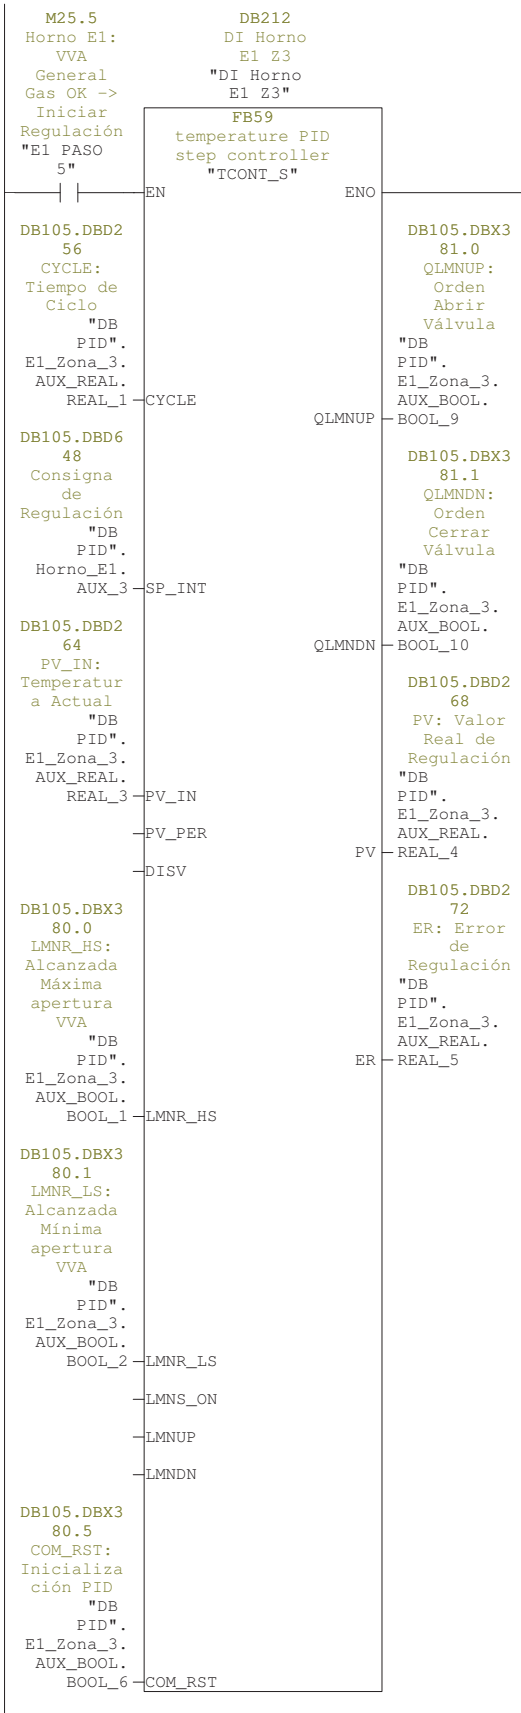 M25.5
Horno E1:
VVA
General
Gas OK ->
Iniciar
Regulación
"E1 PASO
5"
DB212
DI Horno
E1 Z3
"DI Horno
E1 Z3"
FB59
temperature PID
step controller
"TCONT_S"
EN
ENO
DB105.DBD2
56
CYCLE:
Tiempo de
Ciclo
"DB
PID".
E1_Zona_3.
AUX_REAL.
REAL_1
CYCLE
DB105.DBX3
81.0
QLMNUP:
Orden
Abrir
Válvula
"DB
PID".
E1_Zona_3.
AUX_BOOL.
QLMNUP
BOOL_9
DB105.DBD6
48
Consigna
de
Regulación
"DB
PID".
Horno_E1.
AUX_3
SP_INT
DB105.DBX3
81.1
QLMNDN:
Orden
Cerrar
Válvula
"DB
PID".
E1_Zona_3.
AUX_BOOL.
QLMNDN
BOOL_10
DB105.DBD2
64
PV_IN:
Temperatur
a Actual
"DB
PID".
E1_Zona_3.
AUX_REAL.
REAL_3
PV_IN
PV_PER
DISV
DB105.DBD2
68
PV: Valor
Real de
Regulación
"DB
PID".
E1_Zona_3.
AUX_REAL.
PV
REAL_4
DB105.DBX3
80.0
LMNR_HS:
Alcanzada
Máxima
apertura
VVA
"DB
PID".
E1_Zona_3.
AUX_BOOL.
BOOL_1
LMNR_HS
DB105.DBD2
72
ER: Error
de
Regulación
"DB
PID".
E1_Zona_3.
AUX_REAL.
ER
REAL_5
DB105.DBX3
80.1
LMNR_LS:
Alcanzada
Mínima
apertura
VVA
"DB
PID".
E1_Zona_3.
AUX_BOOL.
BOOL_2
LMNR_LS
LMNS_ON
LMNUP
LMNDN
DB105.DBX3
80.5
COM_RST:
Inicializa
ción PID
"DB
PID".
E1_Zona_3.
AUX_BOOL.
BOOL_6
COM_RST